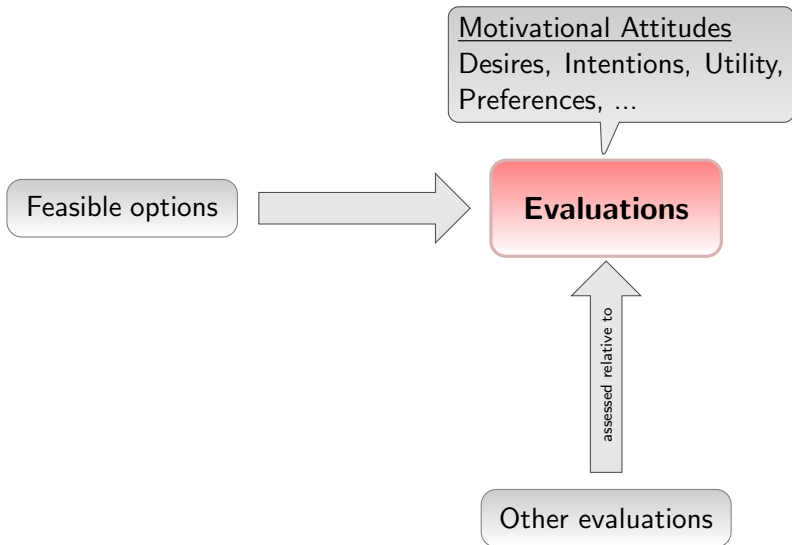 Motivational Attitudes
Desires, Intentions, Utility,
Preferences, ...
Feasible options
Evaluations
assessed relative to
Other evaluations